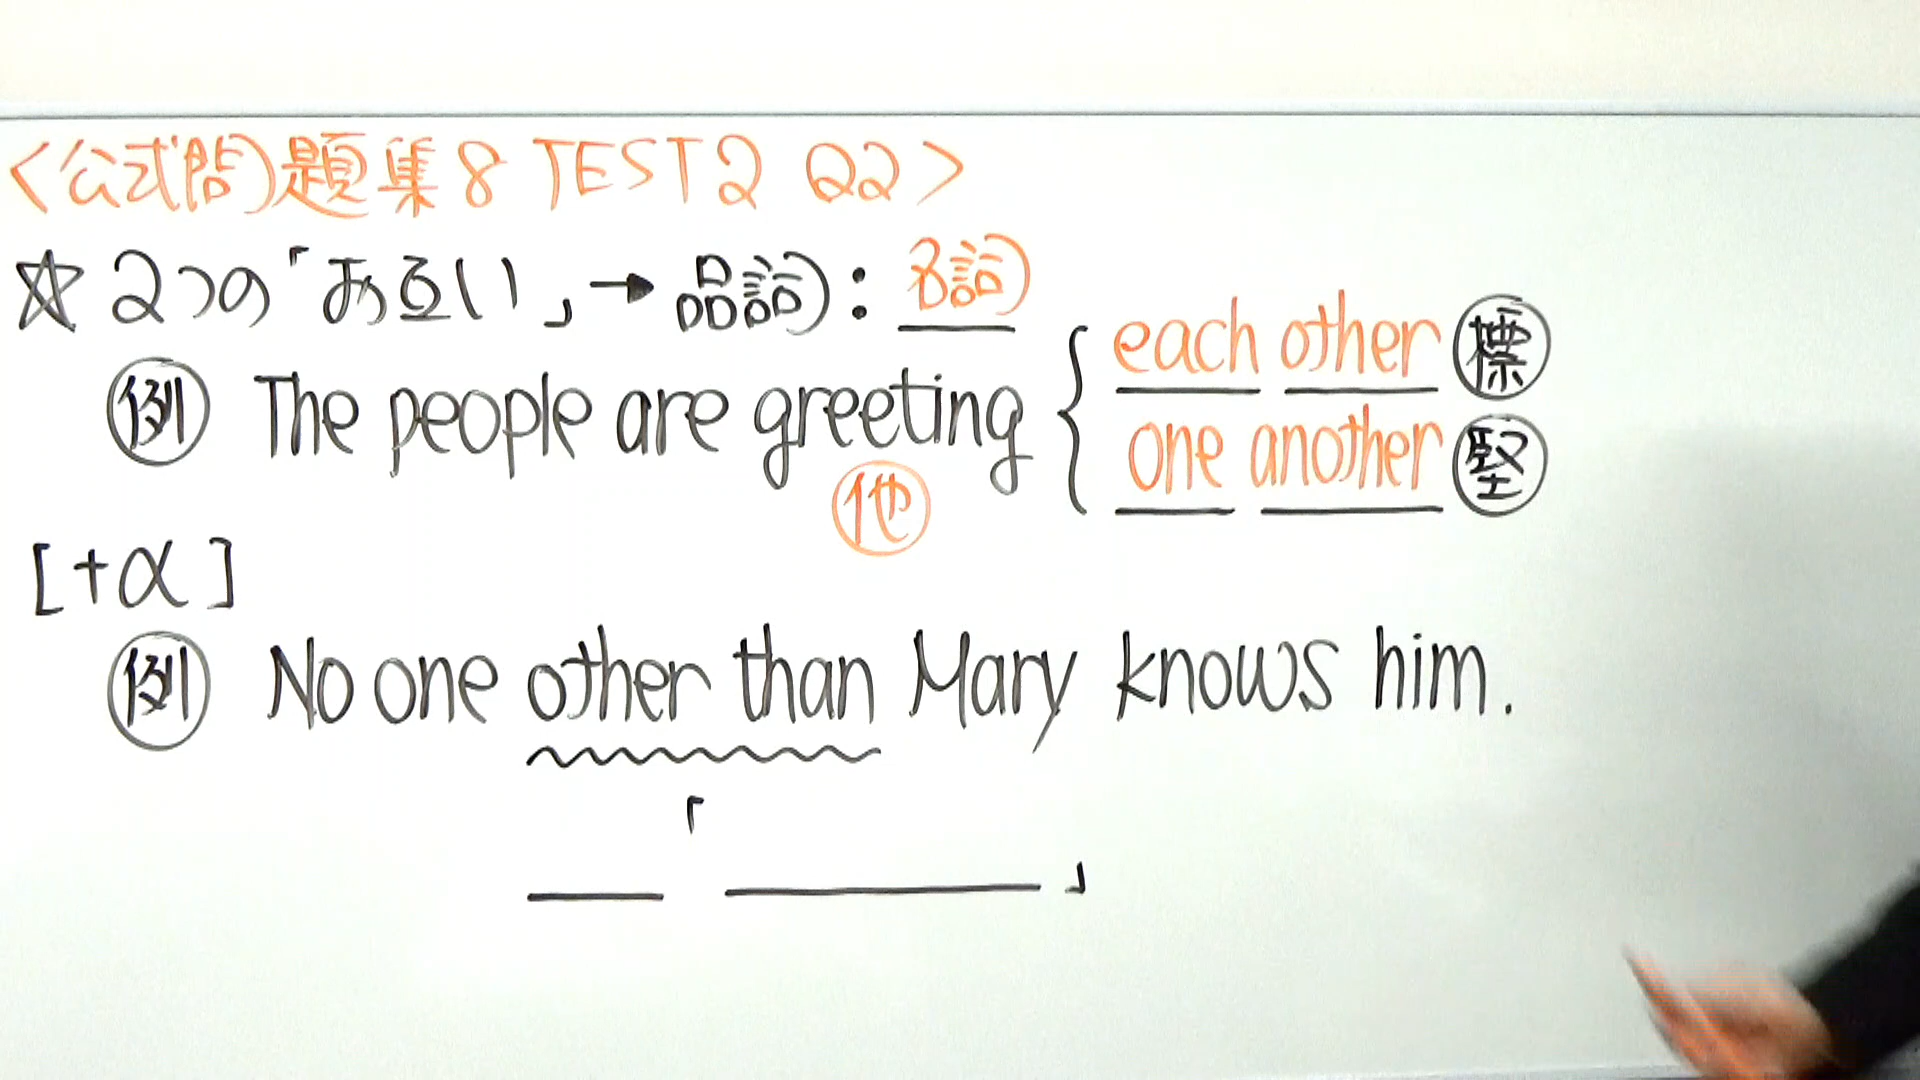 <公式問題集8 TEST2 Q2>
☆2つの「お互い」→品詞:名詞
例 The people are greeting { each other 標
one another 堅
他
[+α]
例 No one other than Mary knows him.
「 」